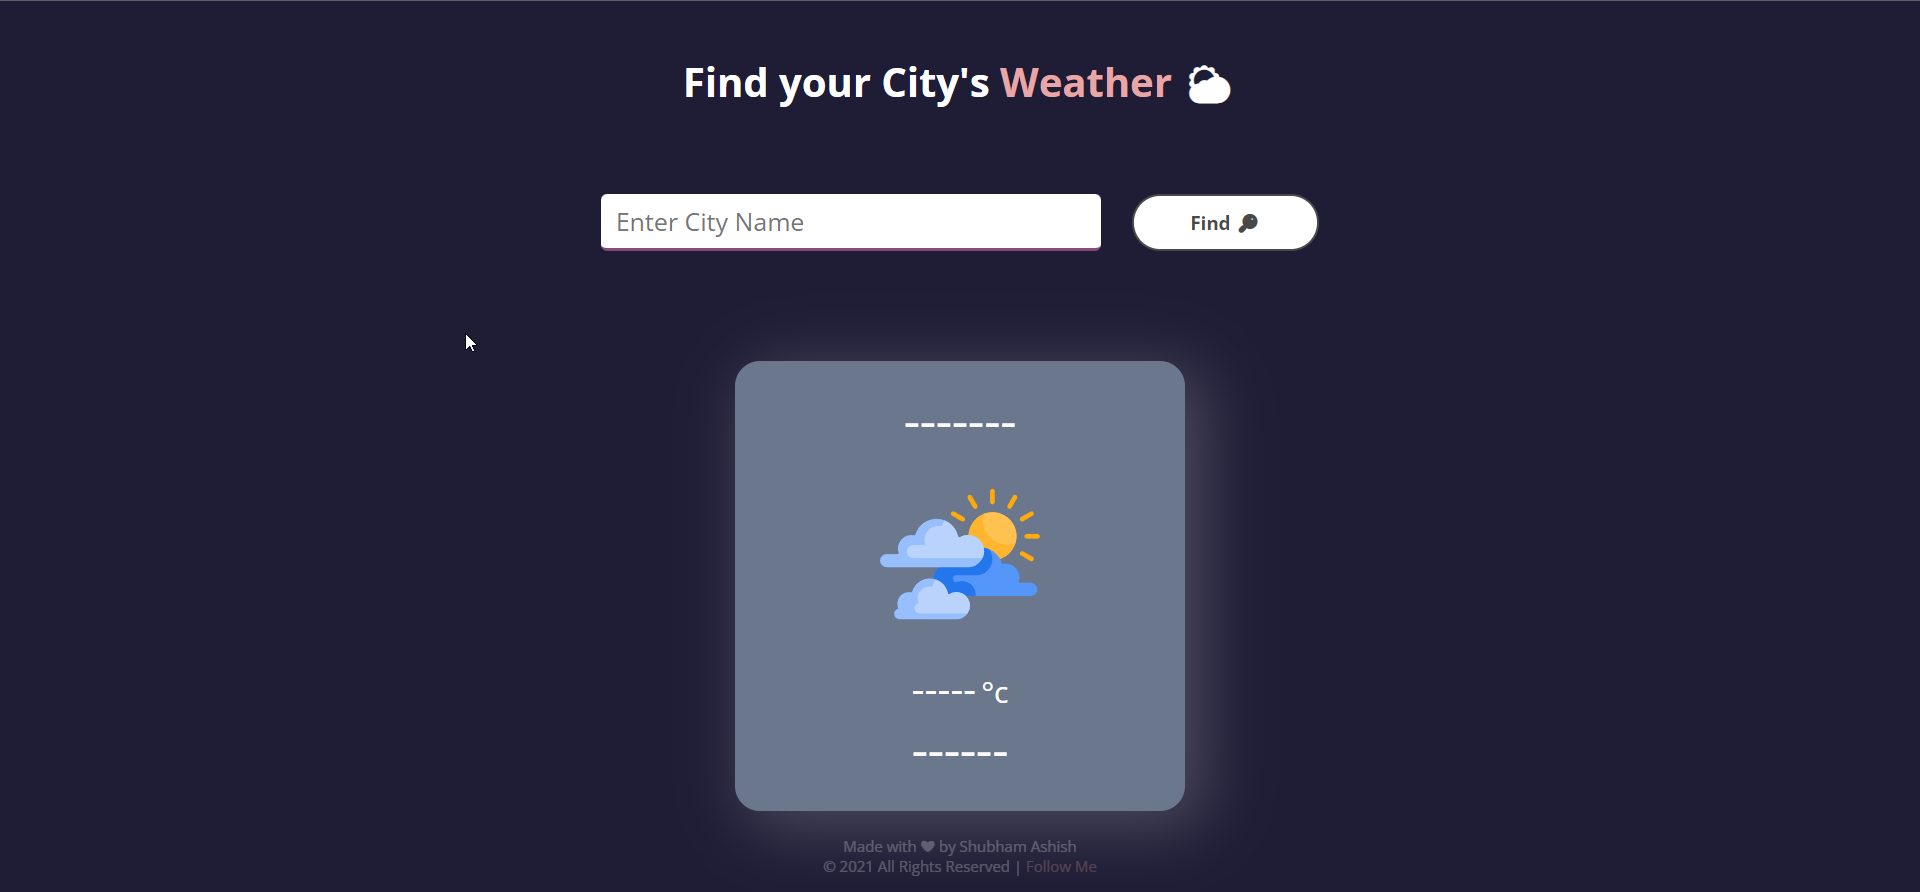 Find your City's Weather
Enter City Name
Find
-------
----- °c
------
Made with ❤ by Shubham Ashish
© 2021 All Rights Reserved | Follow Me